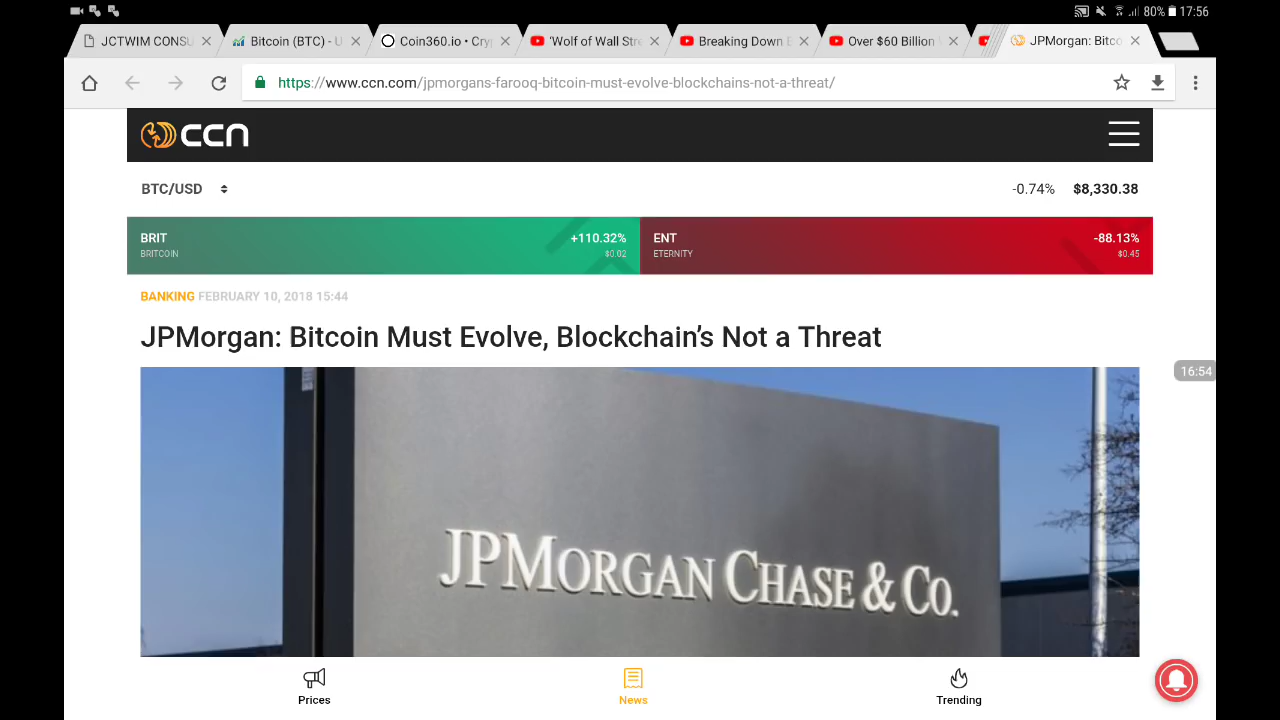 80% 17:56
JCTWIM CONSU
Bitcoin (BTC) - U
Coin360.io • Cry
'Wolf of Wall Stre
Breaking Down B
Over $60 Billion
JPMorgan: Bitco
https://www.ccn.com/jpmorgans-farooq-bitcoin-must-evolve-blockchains-not-a-threat/
ccn
BTC/USD -0.74% $8,330.38
BRIT +110.32% ENT -88.13%
BRITCOIN $0.02 ETERNITY $0.45
BANKING FEBRUARY 10, 2018 15:44
JPMorgan: Bitcoin Must Evolve, Blockchain's Not a Threat
16:54
JPMORGAN CHASE & CO.
Prices News Trending